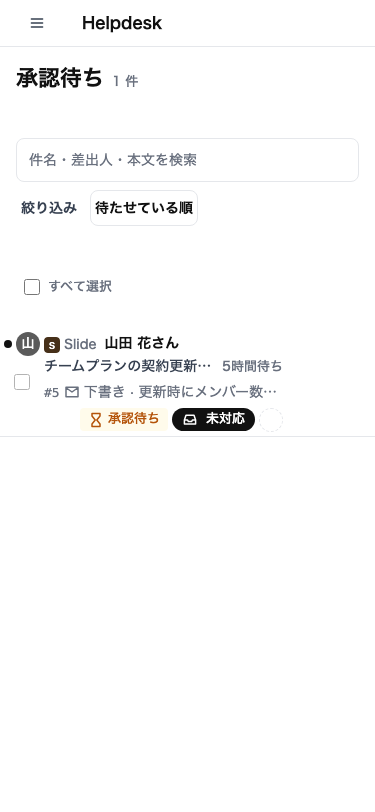 Helpdesk
承認待ち 1 件
件名・差出人・本文を検索
絞り込み 待たせている順
すべて選択
山 S Slide 山田 花さん
チームプランの契約更新… 5時間待ち
#5 下書き · 更新時にメンバー数…
承認待ち 未対応